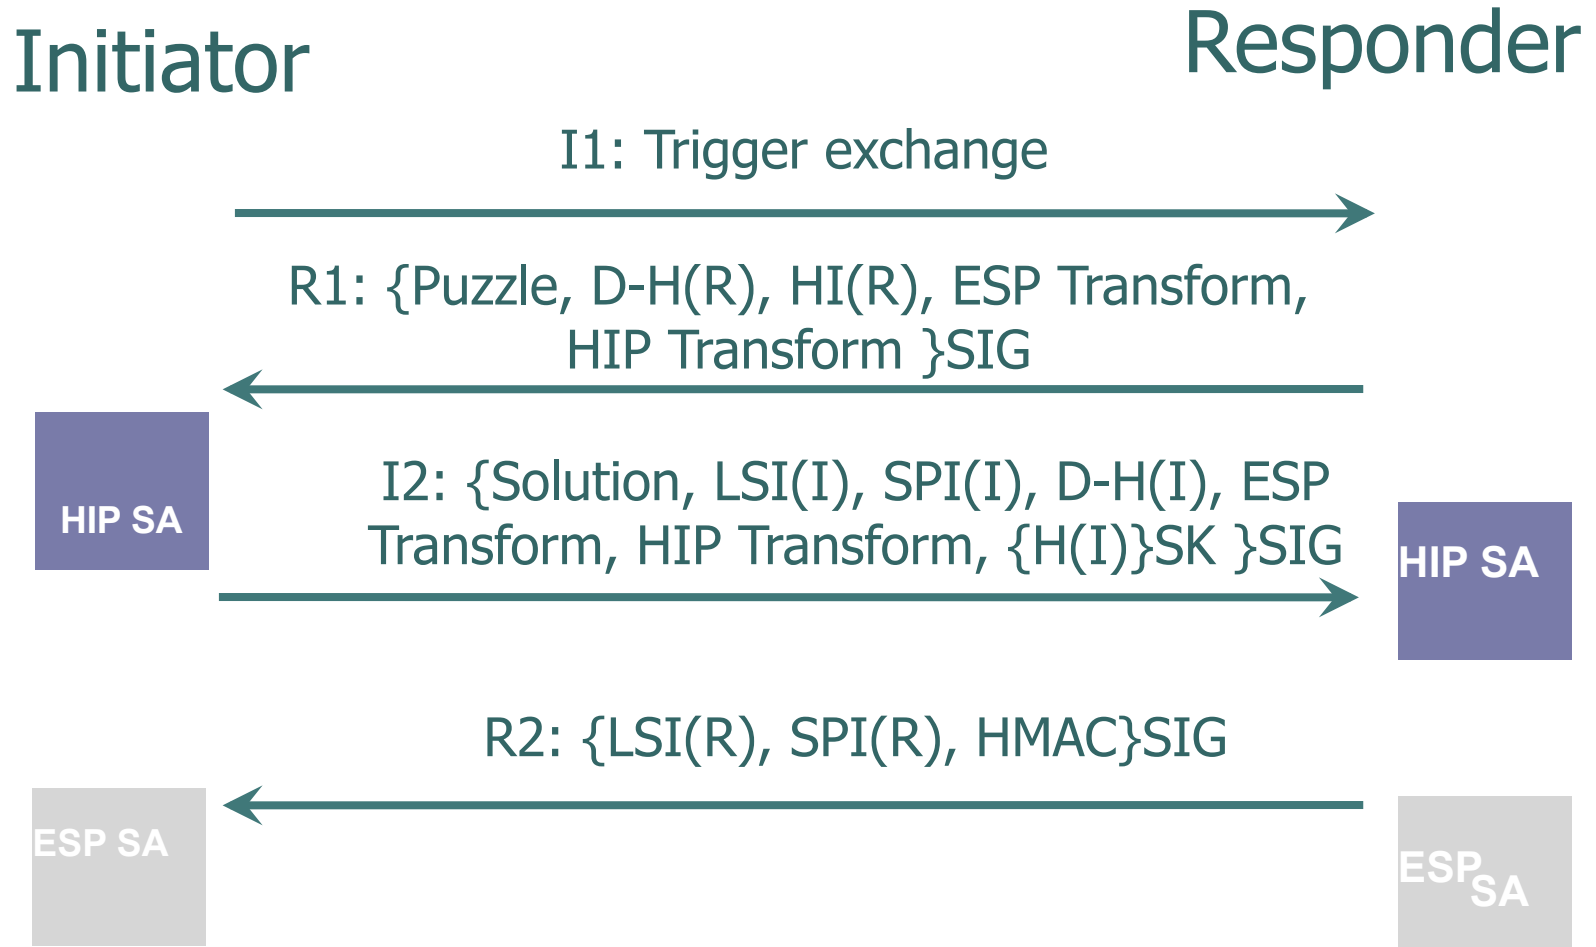 Initiator
Responder
I1: Trigger exchange
R1: {Puzzle, D-H(R), HI(R), ESP Transform,
HIP Transform }SIG
HIP SA
I2: {Solution, LSI(I), SPI(I), D-H(I), ESP
Transform, HIP Transform, {H(I)}SK }SIG
HIP SA
R2: {LSI(R), SPI(R), HMAC}SIG
ESP SA
ESP
SA